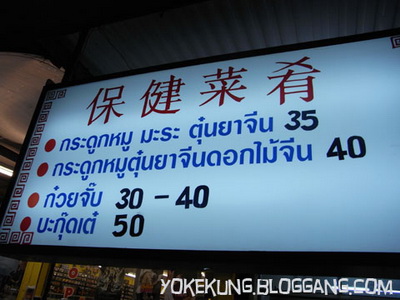 保健菜肴
กระดูกหมู มะระ ตุ๋นยาจีน 35
กระดูกหมูตุ๋นยาจีนดอกไม้จีน 40
ก๋วยจั๊บ 30 - 40
บะกุ๊ดเต๋ 50
YOKEKUNG.BLOGGANG.COM